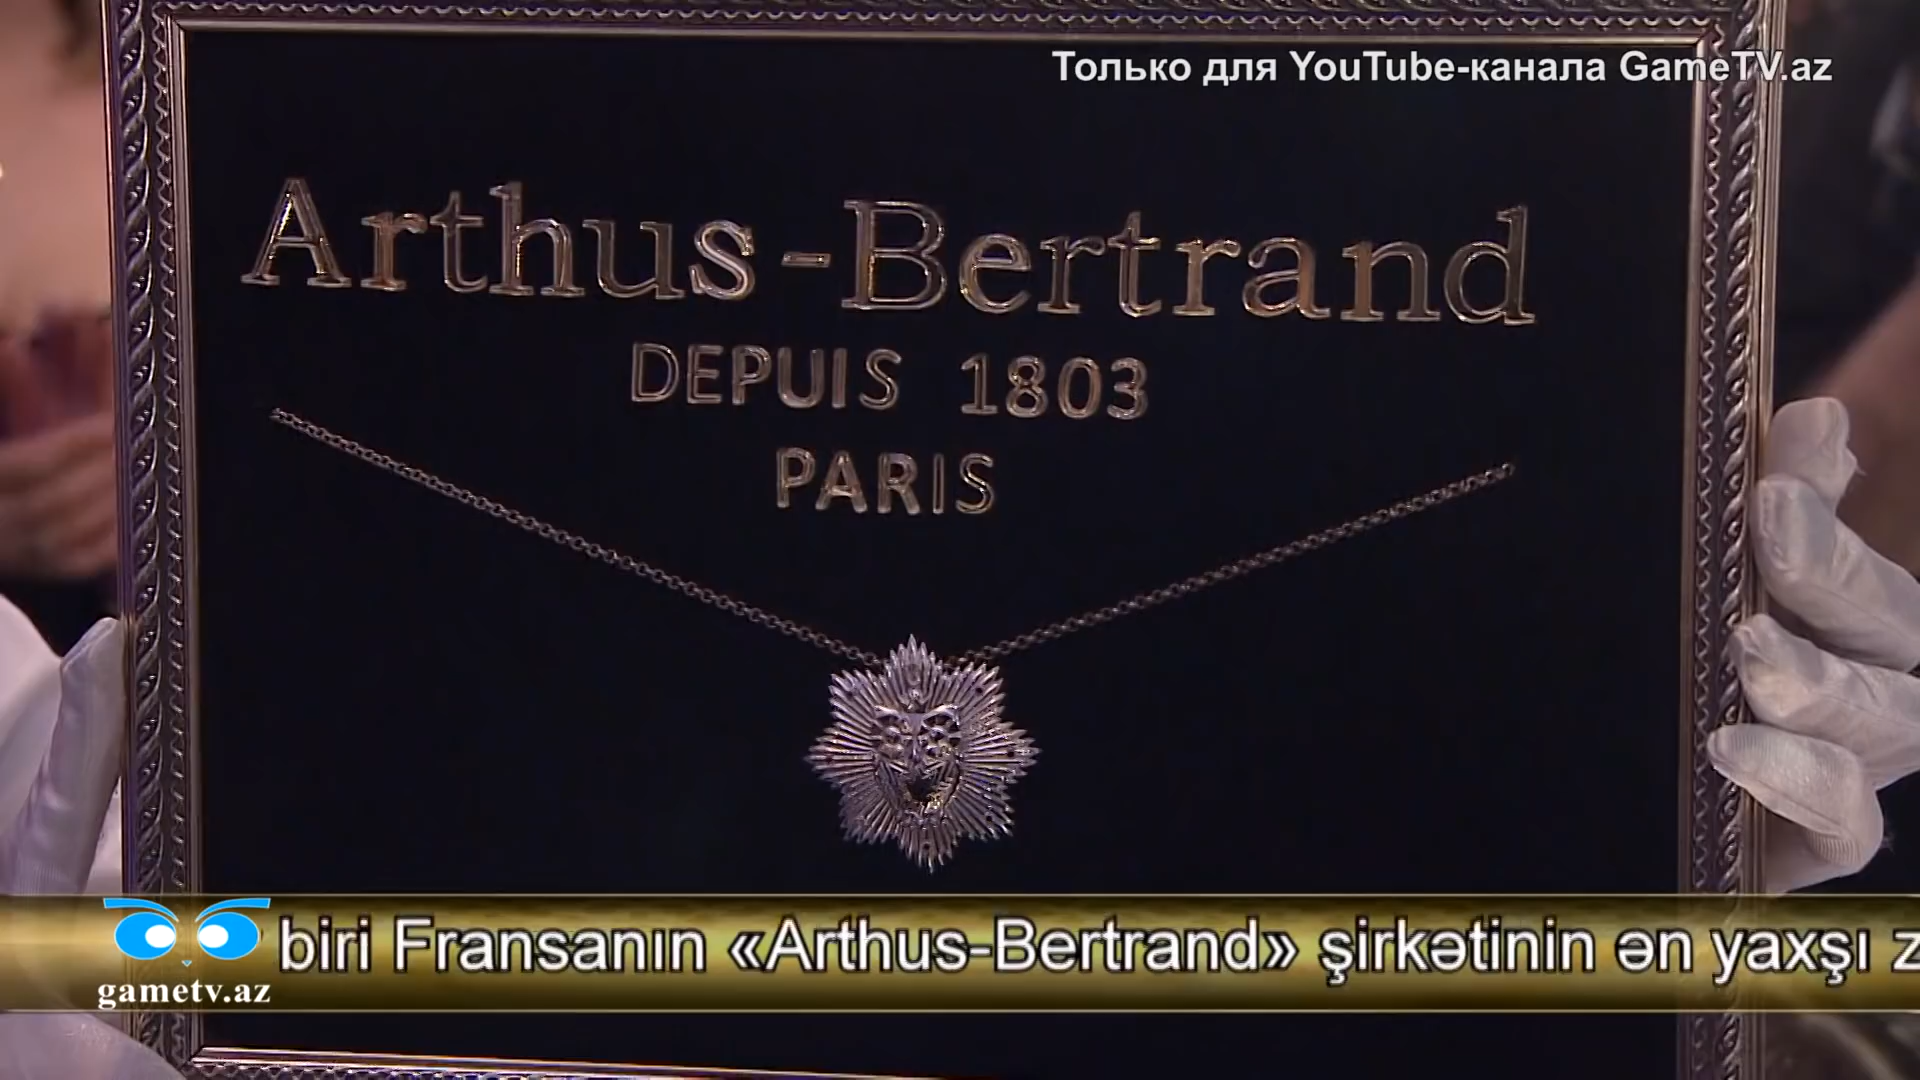 Только для YouTube-канала GameTV.az
Arthus-Bertrand
DEPUIS 1803
PARIS
biri Fransanın «Arthus-Bertrand» şirkətinin ən yaxşı
gametv.az